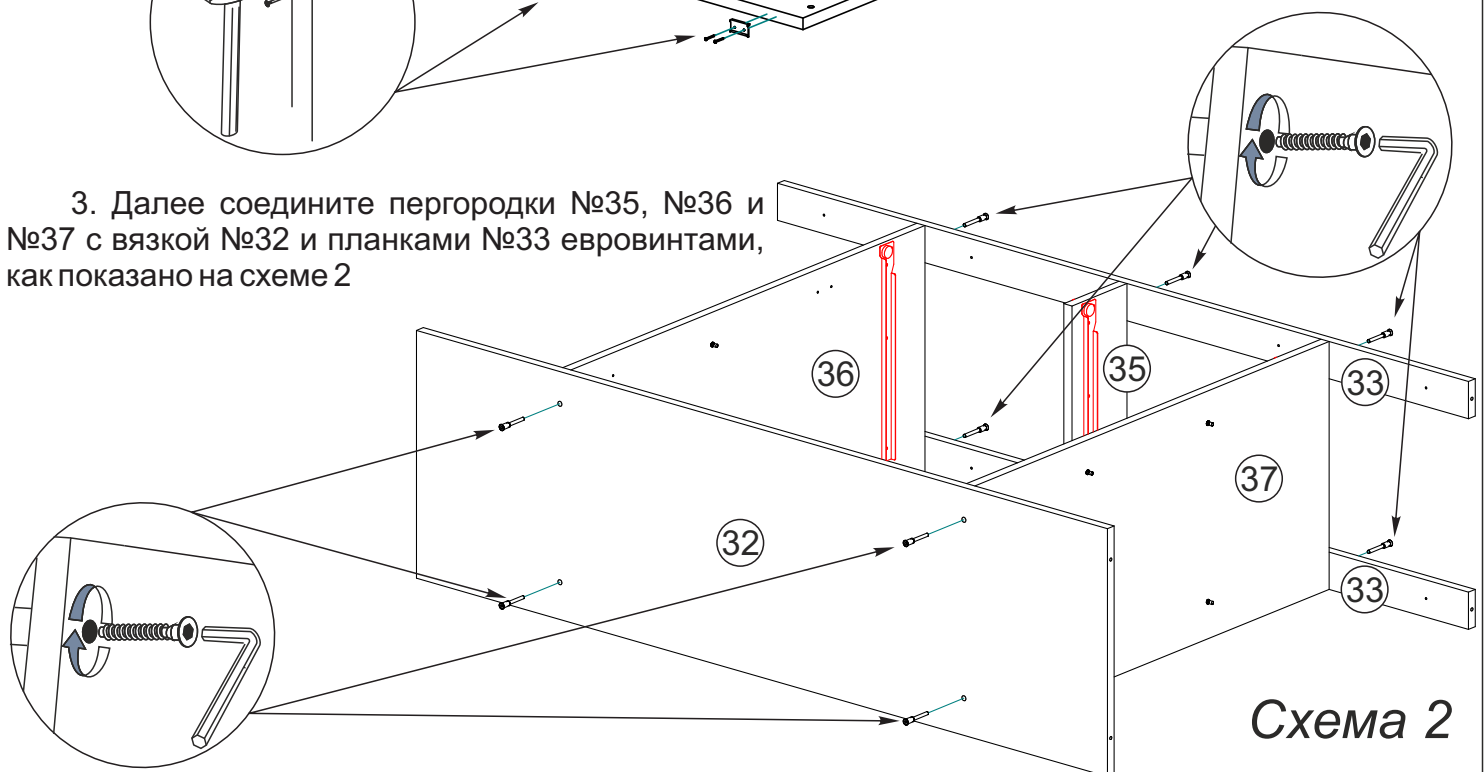 3. Далее соедините пергородки №35, №36 и
№37 с вязкой №32 и планками №33 евровинтами,
как показано на схеме 2
36
35
33
37
32
33
Схема 2